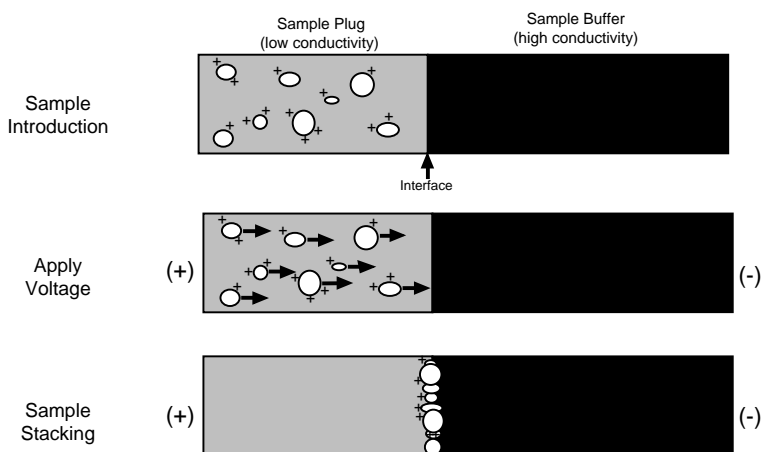 Sample Plug
(low conductivity)
Sample Buffer
(high conductivity)
Sample
Introduction
+ + + + + + + + + + + + +
Interface
Apply
Voltage
(+)
+ + + + + + + + + + + + +
(-)
Sample
Stacking
(+)
+ + + + + +
(-)